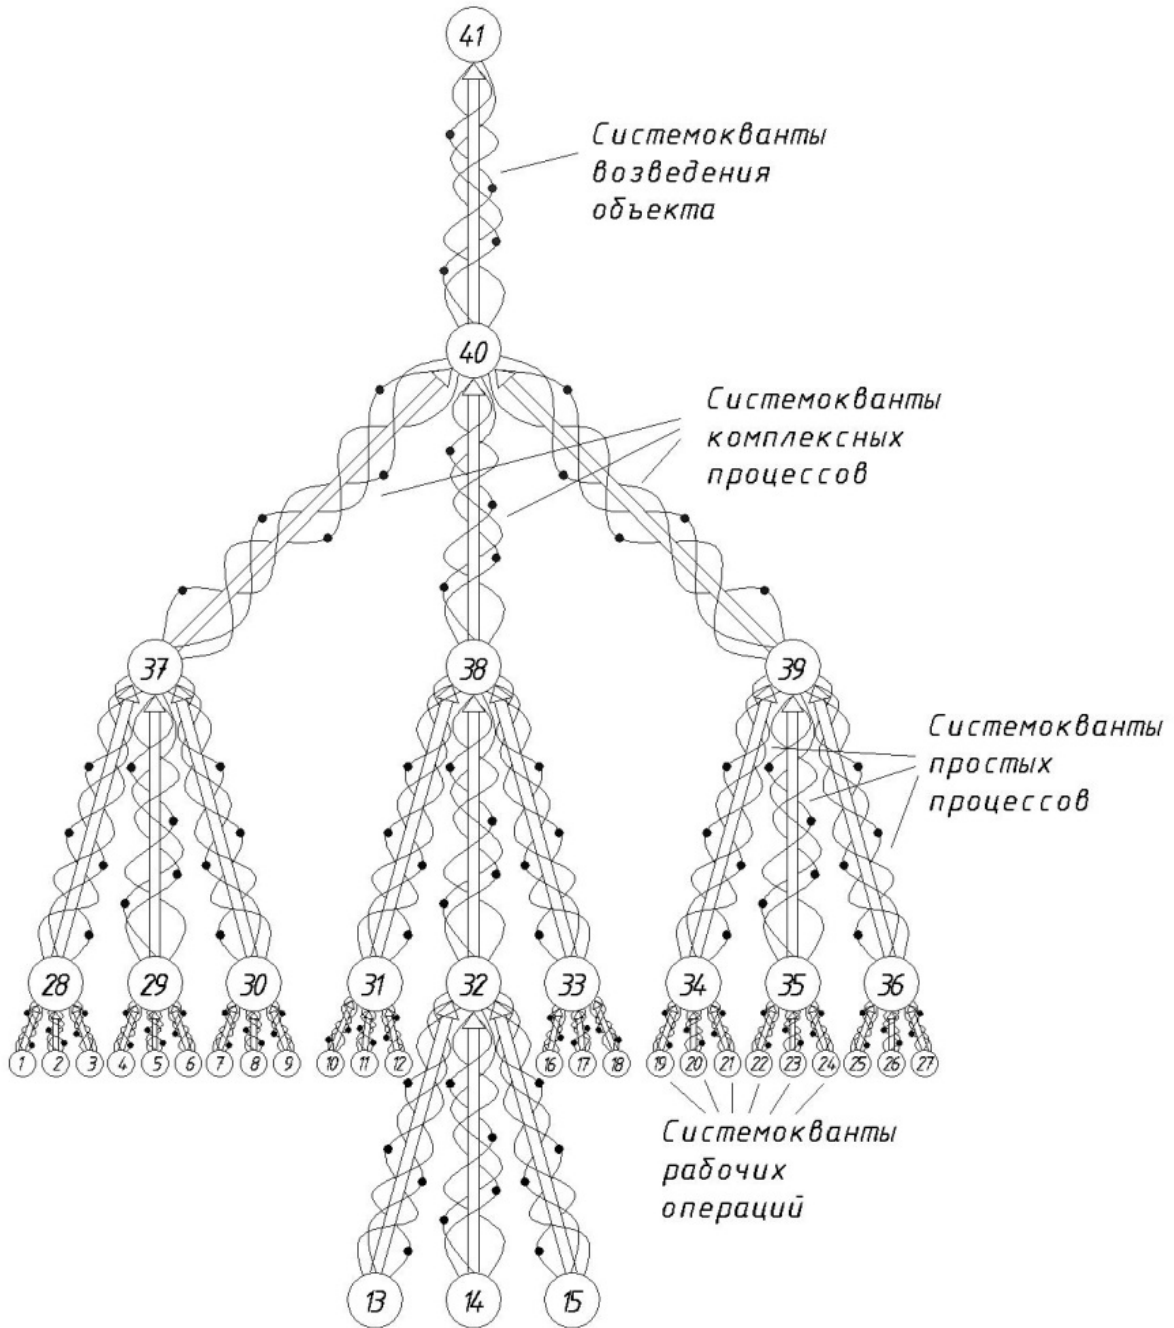 41
Системокванты
возведения
объекта
40
Системокванты
комплексных
процессов
37 38 39
Системокванты
простых
процессов
28 29 30 31 32 33 34 35 36
1 2 3 4 5 6 7 8 9 10 11 12 16 17 18 19 20 21 22 23 24 25 26 27
Системокванты
рабочих
операций
13 14 15